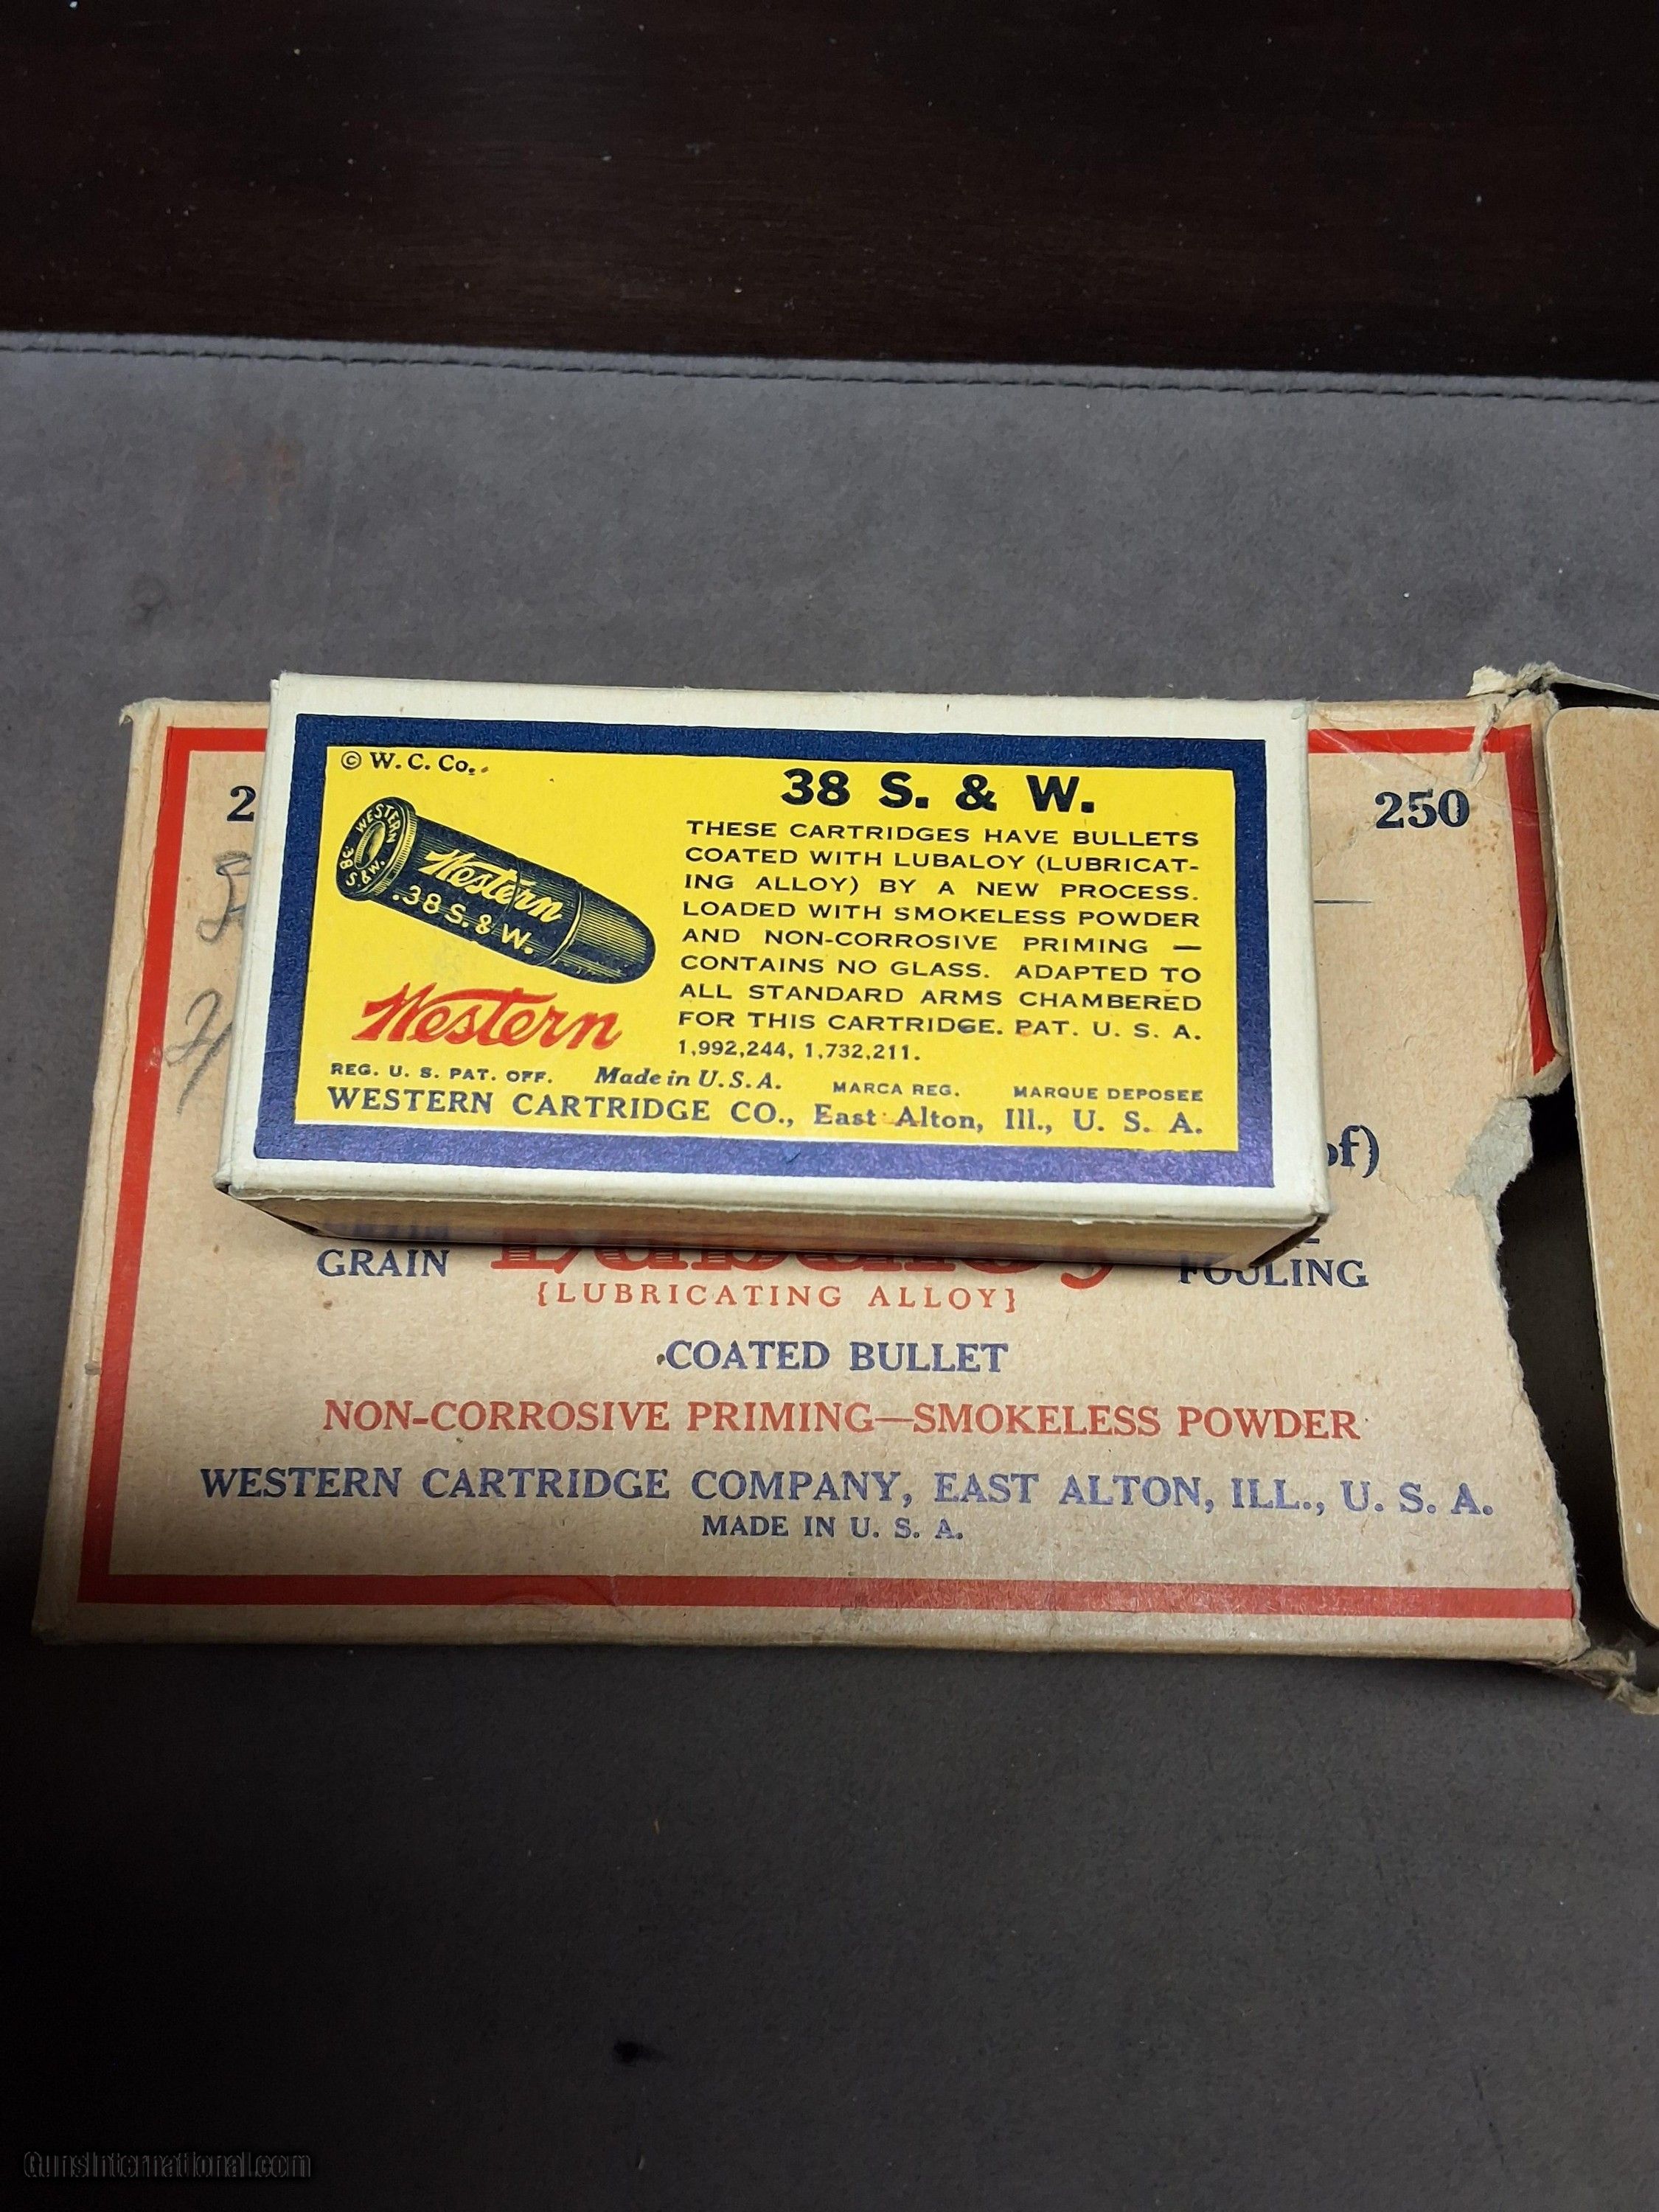 © W. C. Co.
38 S. & W.
WESTERN
38 S. & W.
Western
.38 S. & W.
THESE CARTRIDGES HAVE BULLETS
COATED WITH LUBALOY (LUBRICAT-
ING ALLOY) BY A NEW PROCESS.
LOADED WITH SMOKELESS POWDER
AND NON-CORROSIVE PRIMING —
CONTAINS NO GLASS. ADAPTED TO
ALL STANDARD ARMS CHAMBERED
FOR THIS CARTRIDGE. PAT. U. S. A.
1,992,244, 1,732,211.
Western
REG. U. S. PAT. OFF. Made in U. S. A. MARCA REG. MARQUE DEPOSEE
WESTERN CARTRIDGE CO., East Alton, Ill., U. S. A.
2
250
of)
GRAIN
FOULING
{LUBRICATING ALLOY}
COATED BULLET
NON-CORROSIVE PRIMING—SMOKELESS POWDER
WESTERN CARTRIDGE COMPANY, EAST ALTON, ILL., U. S. A.
MADE IN U. S. A.
GunsInternational.com